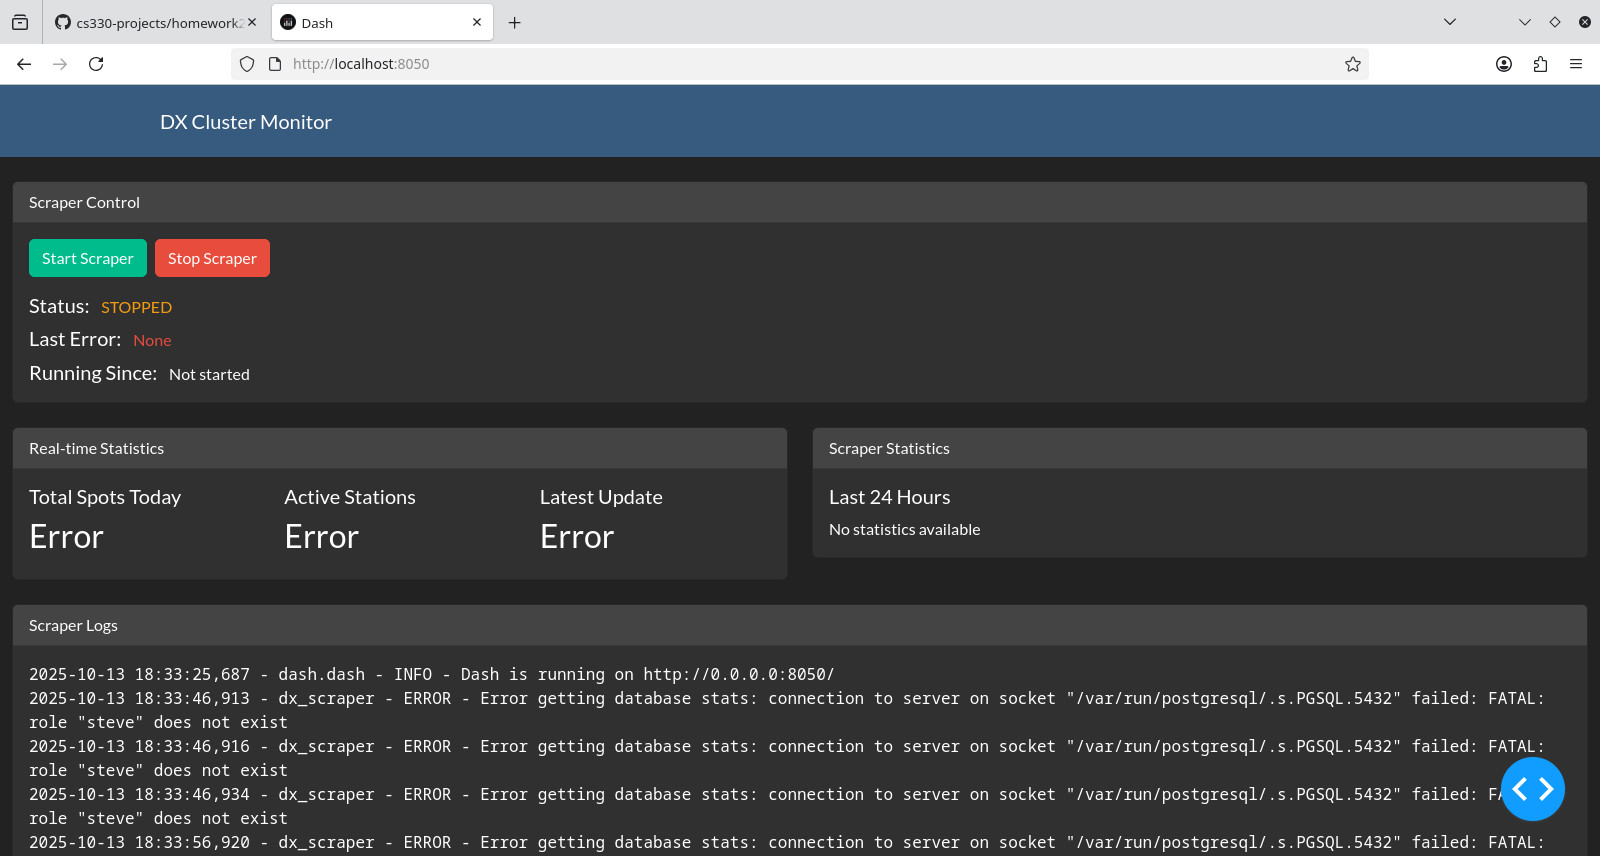 cs330-projects/homework2
Dash
http://localhost:8050
DX Cluster Monitor
Scraper Control
Start Scraper
Stop Scraper
Status: STOPPED
Last Error: None
Running Since: Not started
Real-time Statistics
Total Spots Today
Error
Active Stations
Error
Latest Update
Error
Scraper Statistics
Last 24 Hours
No statistics available
Scraper Logs
2025-10-13 18:33:25,687 - dash.dash - INFO - Dash is running on http://0.0.0.0:8050/
2025-10-13 18:33:46,913 - dx_scraper - ERROR - Error getting database stats: connection to server on socket "/var/run/postgresql/.s.PGSQL.5432" failed: FATAL:
role "steve" does not exist
2025-10-13 18:33:46,916 - dx_scraper - ERROR - Error getting database stats: connection to server on socket "/var/run/postgresql/.s.PGSQL.5432" failed: FATAL:
role "steve" does not exist
2025-10-13 18:33:46,934 - dx_scraper - ERROR - Error getting database stats: connection to server on socket "/var/run/postgresql/.s.PGSQL.5432" failed:
role "steve" does not exist
2025-10-13 18:33:56,920 - dx_scraper - ERROR - Error getting database stats: connection to server on socket "/var/run/postgresql/.s.PGSQL.5432" failed: FATAL: